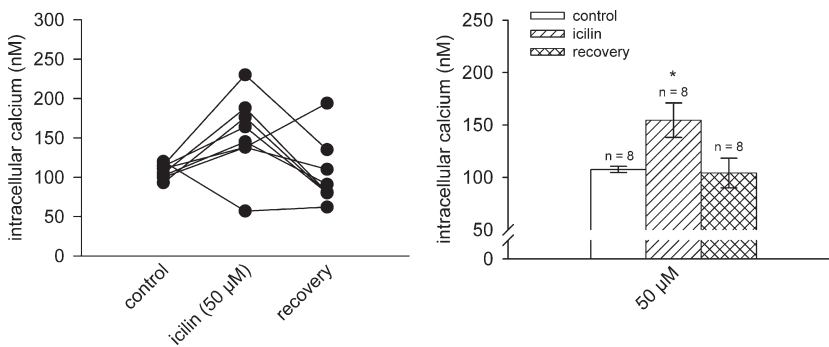 300
250
200
150
100
50
0
intracellular calcium (nM)
control
icilin (50 µM)
recovery
250
200
150
100
50
0
intracellular calcium (nM)
control
icilin
recovery
*
n = 8
n = 8
n = 8
50 µM